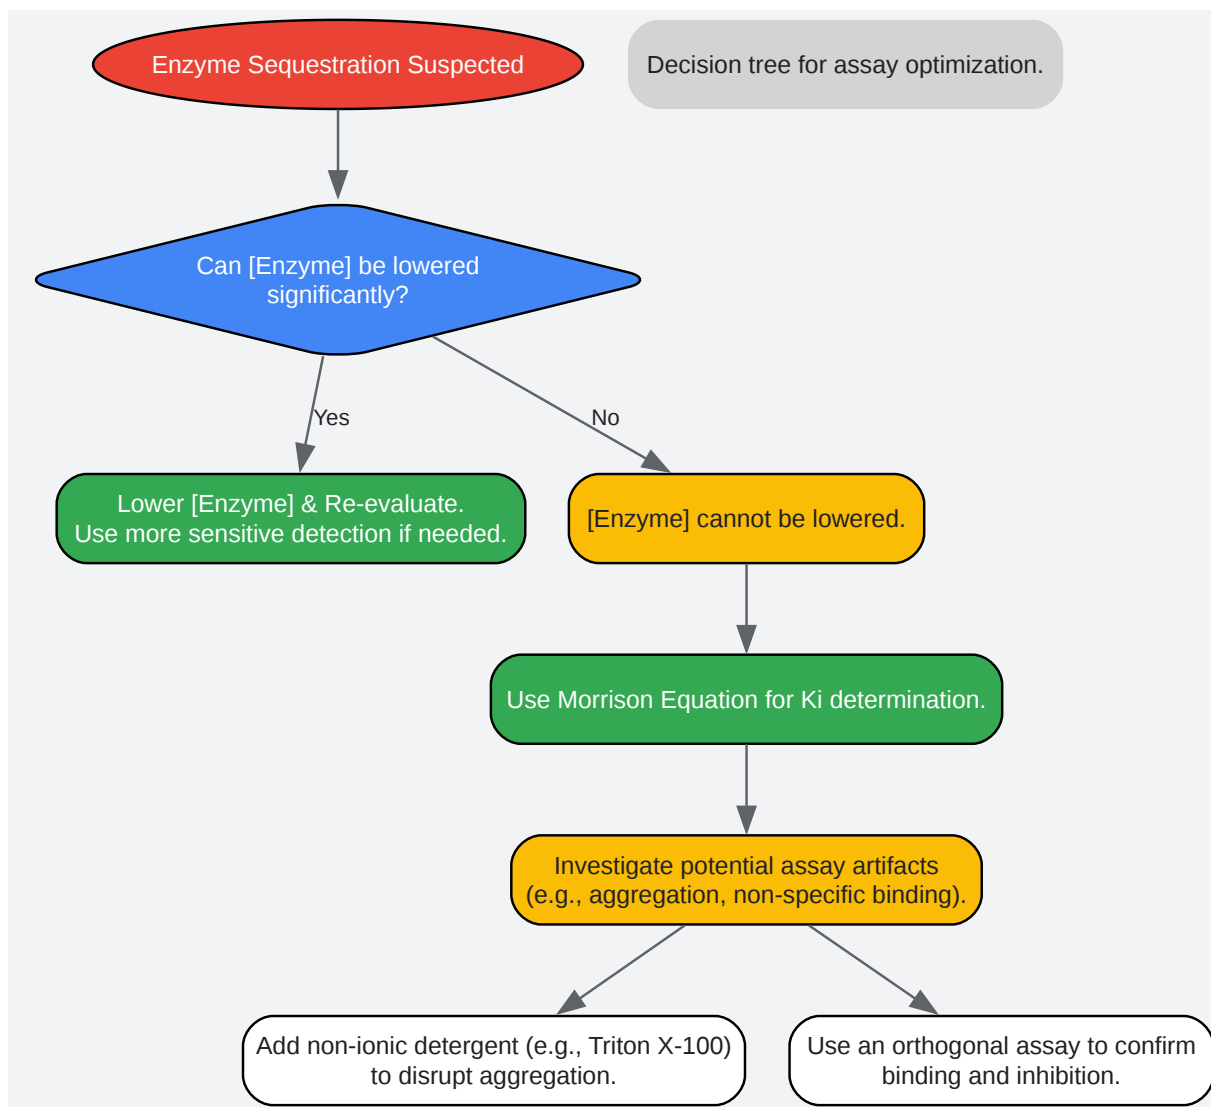 Enzyme Sequestration Suspected
Decision tree for assay optimization.
Can [Enzyme] be lowered
significantly?
Yes
No
Lower [Enzyme] & Re-evaluate.
Use more sensitive detection if needed.
[Enzyme] cannot be lowered.
Use Morrison Equation for Ki determination.
Investigate potential assay artifacts
(e.g., aggregation, non-specific binding).
Add non-ionic detergent (e.g., Triton X-100)
to disrupt aggregation.
Use an orthogonal assay to confirm
binding and inhibition.